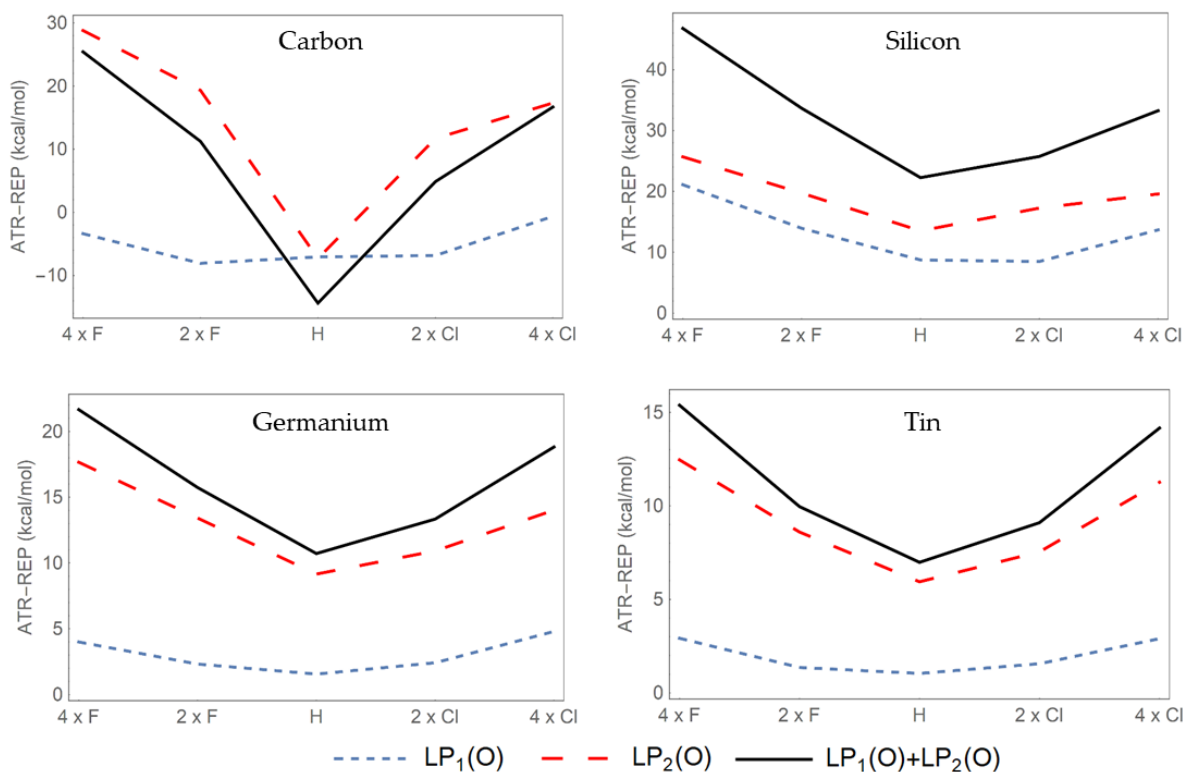 Carbon
ATR-REP (kcal/mol)
30
20
10
0
-10
4 x F 2 x F H 2 x Cl 4 x Cl
Silicon
ATR-REP (kcal/mol)
40
30
20
10
0
4 x F 2 x F H 2 x Cl 4 x Cl
Germanium
ATR-REP (kcal/mol)
20
15
10
5
0
4 x F 2 x F H 2 x Cl 4 x Cl
Tin
ATR-REP (kcal/mol)
15
10
5
0
4 x F 2 x F H 2 x Cl 4 x Cl
LP₁(O) LP₂(O) LP₁(O)+LP₂(O)